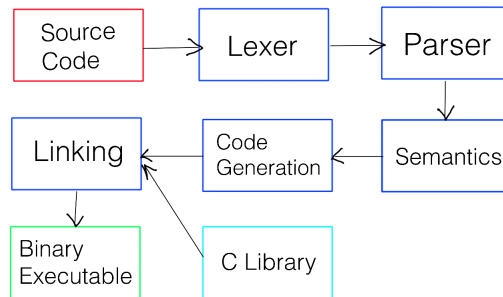 Source
Code
Lexer
Parser
Linking
Code
Generation
Semantics
Binary
Executable
C Library